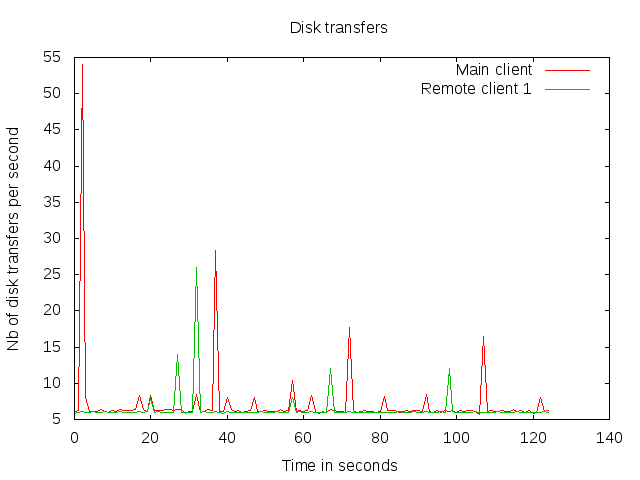 Disk transfers
Nb of disk transfers per second
55
50
45
40
35
30
25
20
15
10
5
Main client
Remote client 1
0 20 40 60 80 100 120 140
Time in seconds